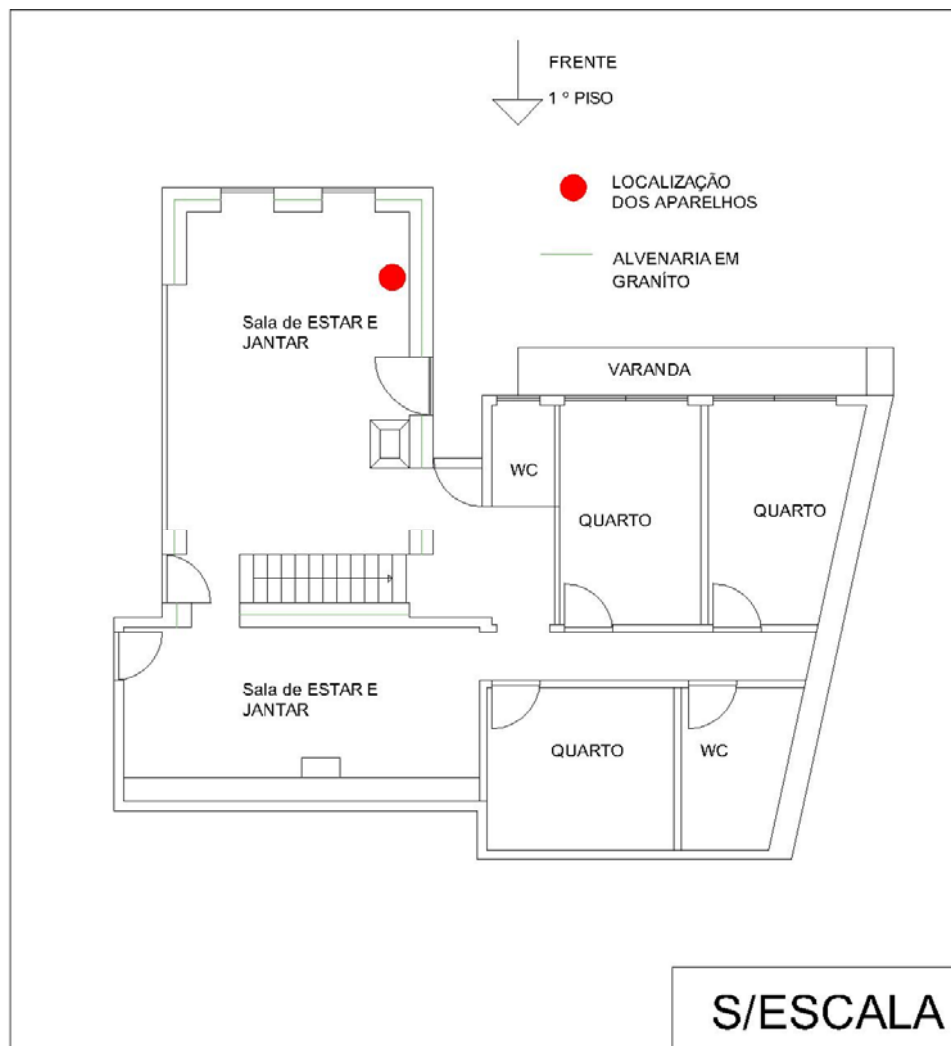 FRENTE
1 º PISO
LOCALIZAÇÃO
DOS APARELHOS
ALVENARIA EM
GRANÍTO
Sala de ESTAR E
JANTAR
VARANDA
WC
QUARTO
QUARTO
Sala de ESTAR E
JANTAR
QUARTO
WC
S/ESCALA